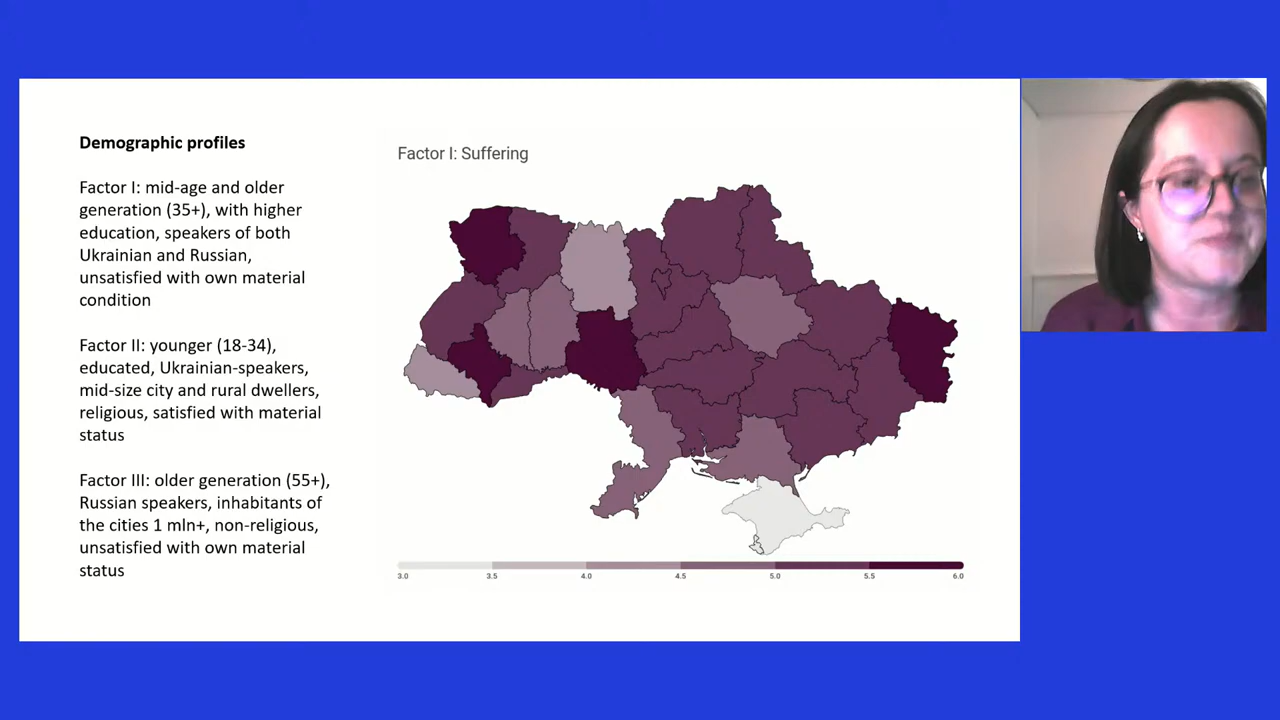 Demographic profiles
Factor I: mid-age and older
generation (35+), with higher
education, speakers of both
Ukrainian and Russian,
unsatisfied with own material
condition
Factor II: younger (18-34),
educated, Ukrainian-speakers,
mid-size city and rural dwellers,
religious, satisfied with material
status
Factor III: older generation (55+),
Russian speakers, inhabitants of
the cities 1 mln+, non-religious,
unsatisfied with own material
status
Factor I: Suffering
3.0 3.5 4.0 4.5 5.0 5.5 6.0